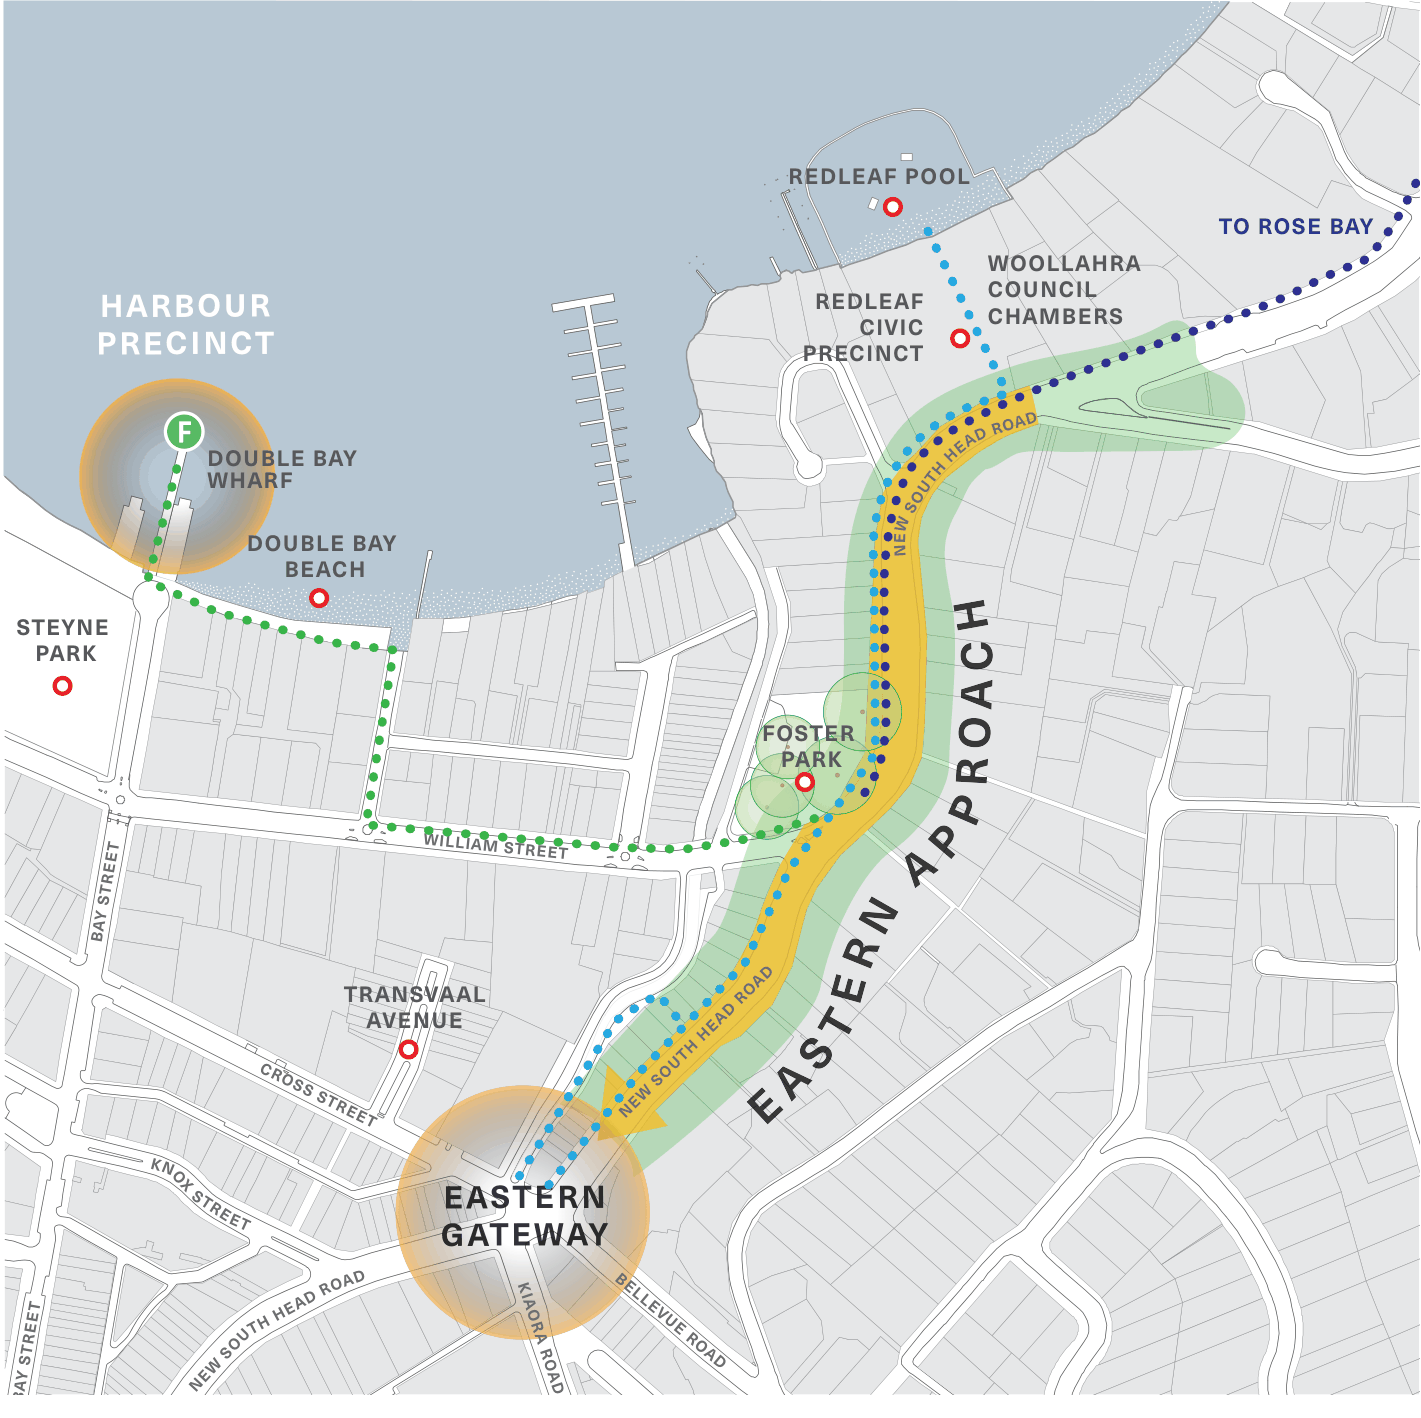 REDLEAF POOL
TO ROSE BAY
WOOLLAHRA
COUNCIL
CHAMBERS
REDLEAF
CIVIC
PRECINCT
HARBOUR
PRECINCT
F
DOUBLE BAY
WHARF
DOUBLE BAY
BEACH
STEYNE
PARK
NEW SOUTH HEAD ROAD
NEW SOUTH HEAD ROAD
EASTERN APPROACH
FOSTER
PARK
WILLIAM STREET
BAY STREET
TRANSVAAL
AVENUE
CROSS STREET
KNOX STREET
EASTERN
GATEWAY
NEW SOUTH HEAD ROAD
KIAORA ROAD
BELLEVUE ROAD
BAY STREET